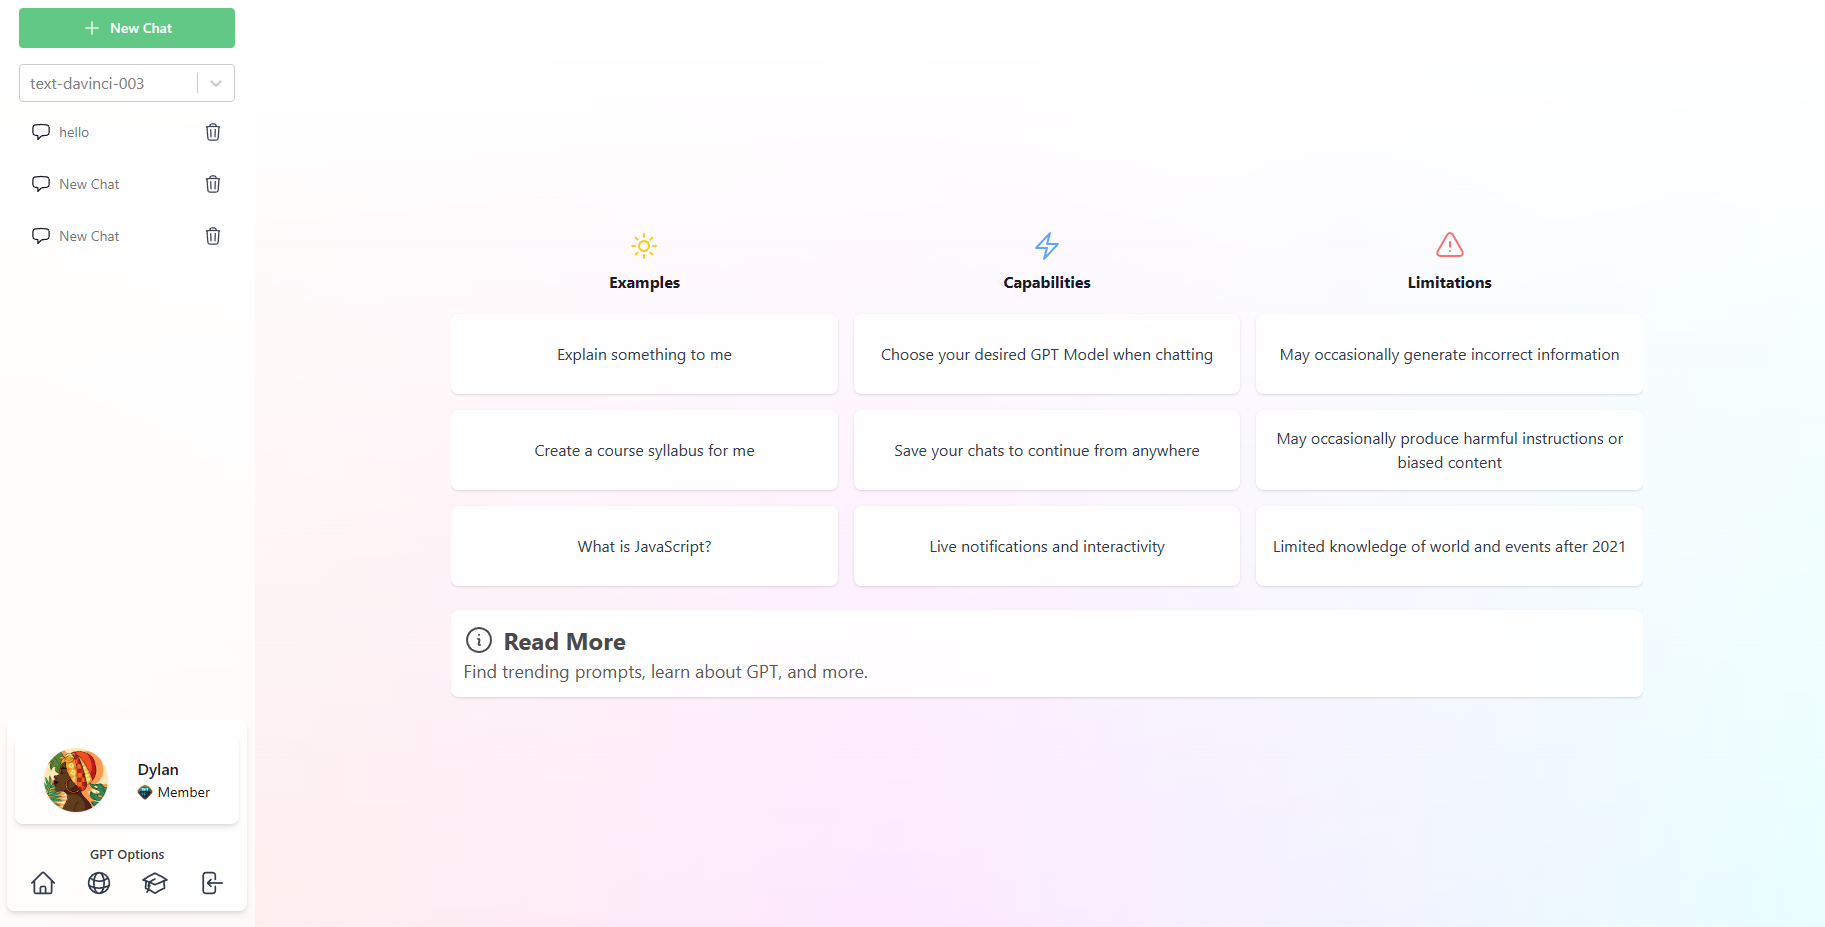 New Chat
text-davinci-003
hello
New Chat
New Chat
Examples
Explain something to me
Create a course syllabus for me
What is JavaScript?
Capabilities
Choose your desired GPT Model when chatting
Save your chats to continue from anywhere
Live notifications and interactivity
Limitations
May occasionally generate incorrect information
May occasionally produce harmful instructions or
biased content
Limited knowledge of world and events after 2021
Read More
Find trending prompts, learn about GPT, and more.
Dylan
Member
GPT Options